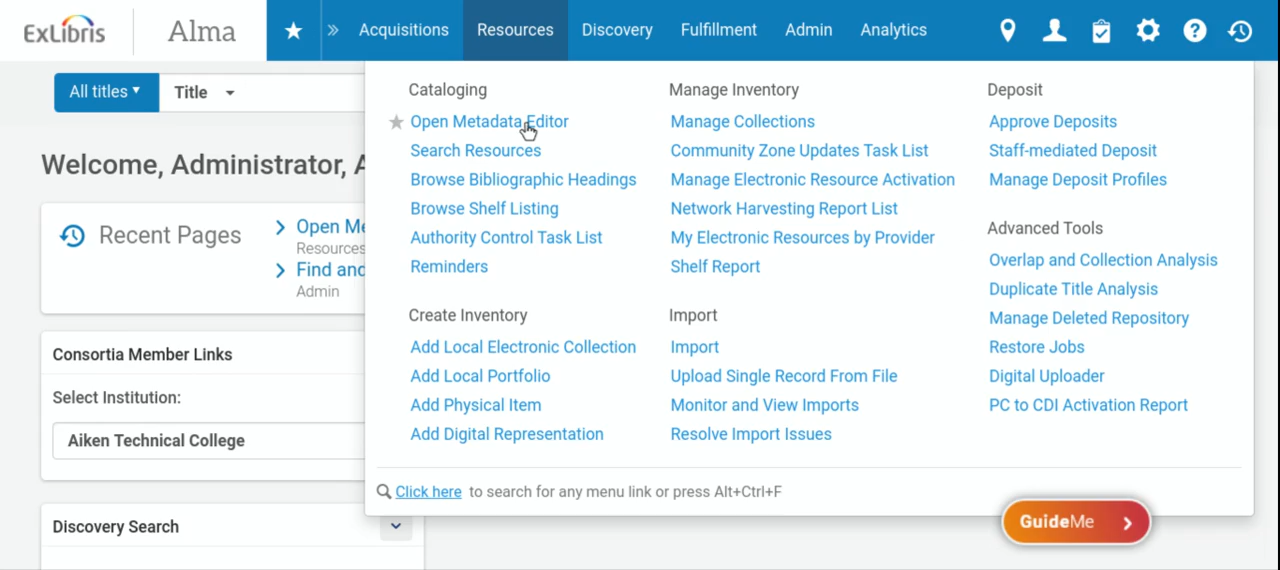 ExLibris
Alma
Acquisitions
Resources
Discovery
Fulfillment
Admin
Analytics
All titles
Title
Welcome, Administrator, A
Recent Pages
Open Me
Resources
Find and
Admin
Consortia Member Links
Select Institution:
Aiken Technical College
Discovery Search
Cataloging
Open Metadata Editor
Search Resources
Browse Bibliographic Headings
Browse Shelf Listing
Authority Control Task List
Reminders
Create Inventory
Add Local Electronic Collection
Add Local Portfolio
Add Physical Item
Add Digital Representation
Manage Inventory
Manage Collections
Community Zone Updates Task List
Manage Electronic Resource Activation
Network Harvesting Report List
My Electronic Resources by Provider
Shelf Report
Import
Import
Upload Single Record From File
Monitor and View Imports
Resolve Import Issues
Deposit
Approve Deposits
Staff-mediated Deposit
Manage Deposit Profiles
Advanced Tools
Overlap and Collection Analysis
Duplicate Title Analysis
Manage Deleted Repository
Restore Jobs
Digital Uploader
PC to CDI Activation Report
Click here to search for any menu link or press Alt+Ctrl+F
GuideMe